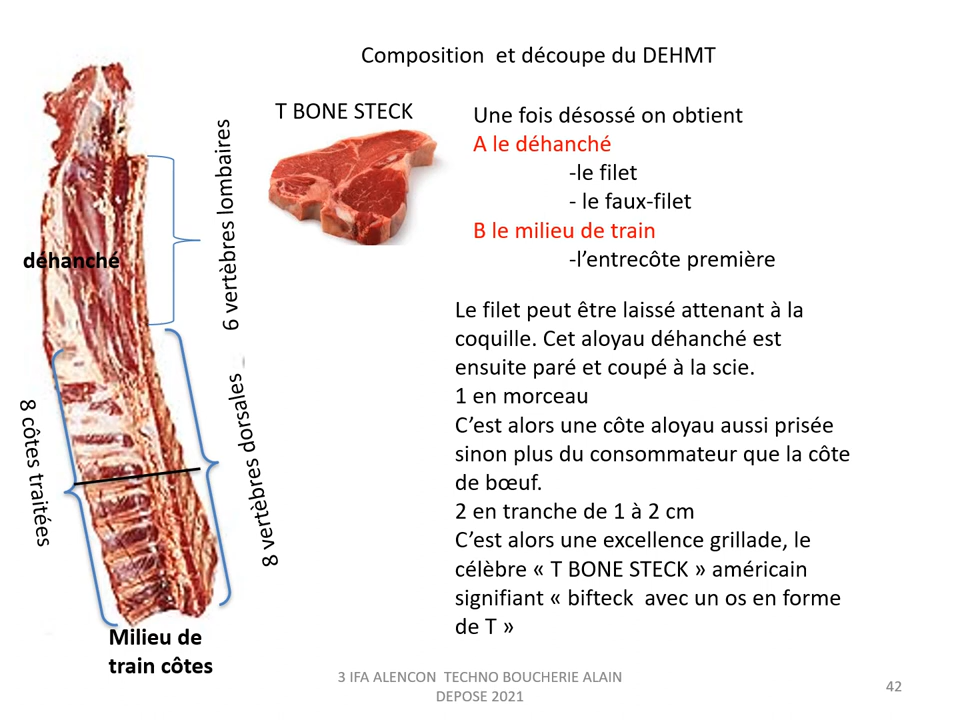 Composition  et découpe du DEHMT
T BONE STECK
Une fois désossé on obtient
A le déhanché
-le filet
- le faux-filet
B le milieu de train
-l’entrecôte première
6 vertèbres lombaires
déhanché
8 vertèbres dorsales
8 côtes traitées
Milieu de
train côtes
Le filet peut être laissé attenant à la
coquille. Cet aloyau déhanché est
ensuite paré et coupé à la scie.
1 en morceau
C’est alors une côte aloyau aussi prisée
sinon plus du consommateur que la côte
de bœuf.
2 en tranche de 1 à 2 cm
C’est alors une excellence grillade, le
célèbre « T BONE STECK » américain
signifiant « bifteck  avec un os en forme
de T »
3 IFA ALENCON  TECHNO BOUCHERIE ALAIN
DEPOSE 2021
42